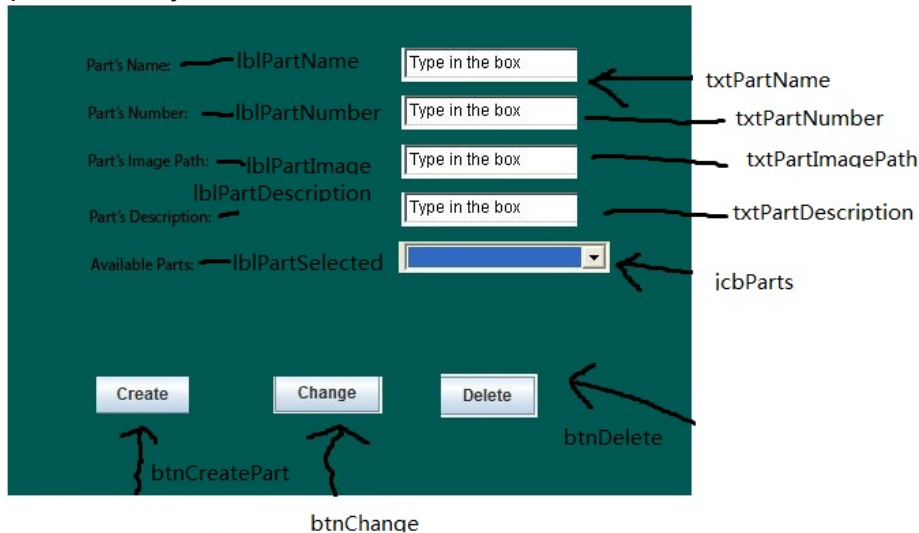 Part's Name: lblPartName Type in the box
txtPartName
Part's Number: lblPartNumber Type in the box txtPartNumber
Part's Image Path: lblPartImage Type in the box txtPartImagePath
lblPartDescription
Part's Description: Type in the box txtPartDescription
Available Parts: lblPartSelected
jcbParts
Create Change Delete
btnDelete
btnCreatePart
btnChange